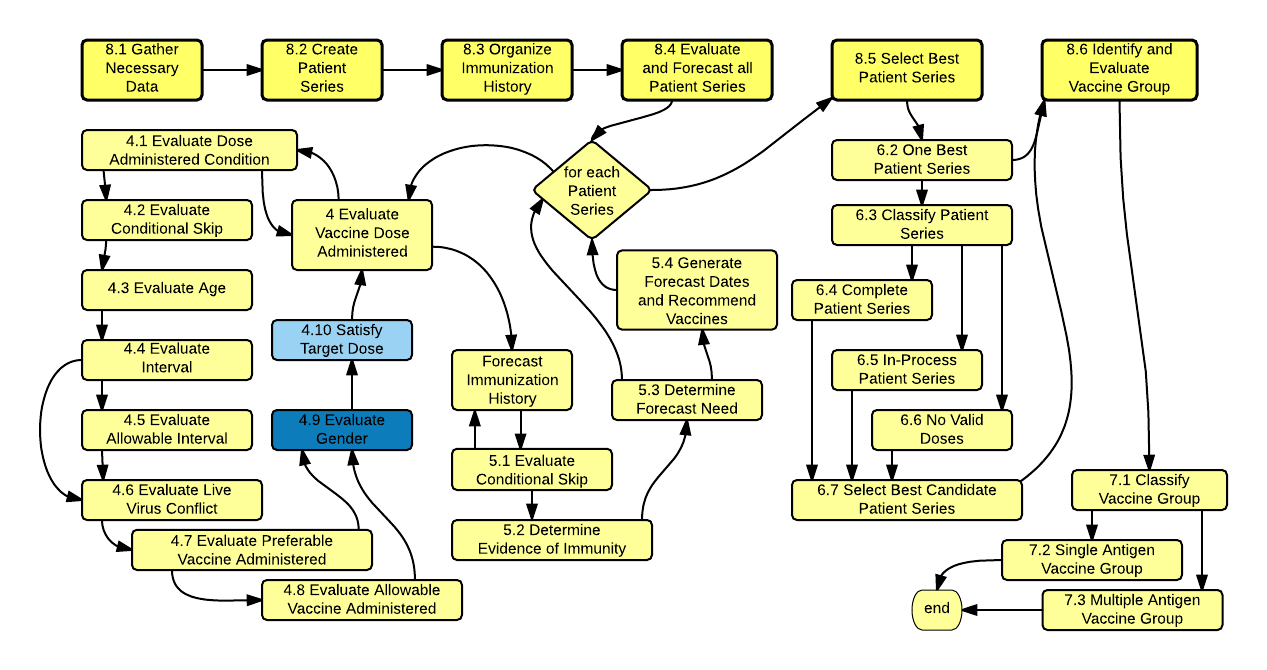 8.1 Gather
Necessary
Data
8.2 Create
Patient
Series
8.3 Organize
Immunization
History
8.4 Evaluate
and Forecast all
Patient Series
8.5 Select Best
Patient Series
8.6 Identify and
Evaluate
Vaccine Group
4.1 Evaluate Dose
Administered Condition
4.2 Evaluate
Conditional Skip
4.3 Evaluate Age
4.4 Evaluate
Interval
4.5 Evaluate
Allowable Interval
4.6 Evaluate Live
Virus Conflict
4.7 Evaluate Preferable
Vaccine Administered
4.8 Evaluate Allowable
Vaccine Administered
4 Evaluate
Vaccine Dose
Administered
4.10 Satisfy
Target Dose
4.9 Evaluate
Gender
for each
Patient
Series
Forecast
Immunization
History
5.1 Evaluate
Conditional Skip
5.2 Determine
Evidence of Immunity
5.4 Generate
Forecast Dates
and Recommend
Vaccines
5.3 Determine
Forecast Need
6.2 One Best
Patient Series
6.3 Classify Patient
Series
6.4 Complete
Patient Series
6.5 In-Process
Patient Series
6.6 No Valid
Doses
6.7 Select Best Candidate
Patient Series
7.1 Classify
Vaccine Group
7.2 Single Antigen
Vaccine Group
7.3 Multiple Antigen
Vaccine Group
end